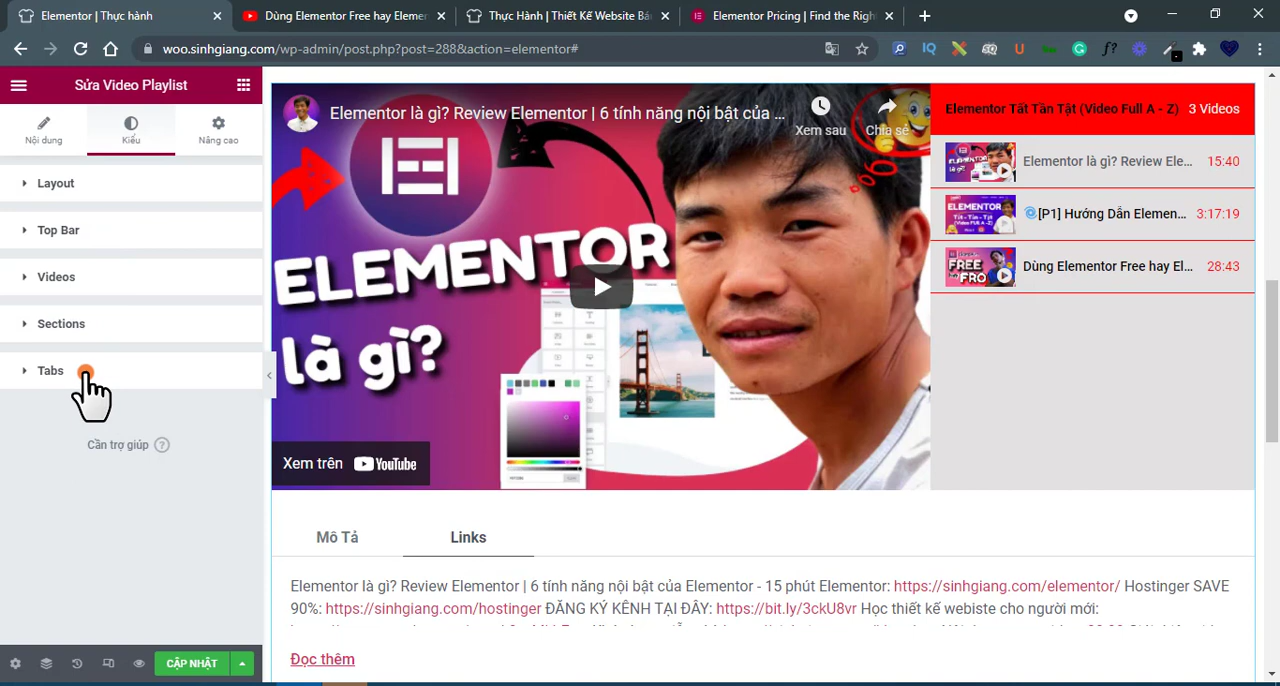 Elementor | Thực hành
Dùng Elementor Free hay Elemen
Thực Hành | Thiết Kế Website Bá
Elementor Pricing | Find the Righ
woo.sinhgiang.com/wp-admin/post.php?post=288&action=elementor#
Sửa Video Playlist
Nội dung
Kiểu
Nâng cao
Layout
Top Bar
Videos
Sections
Tabs
Cần trợ giúp
CẬP NHẬT
Elementor là gì? Review Elementor | 6 tính năng nội bật của ...
Xem sau
Chia sẻ
ELEMENTOR
là gì?
Xem trên YouTube
Elementor Tất Tần Tật (Video Full A - Z) 3 Videos
Elementor là gì? Review Ele... 15:40
[P1] Hướng Dẫn Elemen... 3:17:19
Dùng Elementor Free hay El... 28:43
Mô Tả
Links
Elementor là gì? Review Elementor | 6 tính năng nội bật của Elementor - 15 phút Elementor: https://sinhgiang.com/elementor/ Hostinger SAVE
90%: https://sinhgiang.com/hostinger ĐĂNG KÝ KÊNH TẠI ĐÂY: https://bit.ly/3ckU8vr Học thiết kế webiste cho người mới:
Đọc thêm